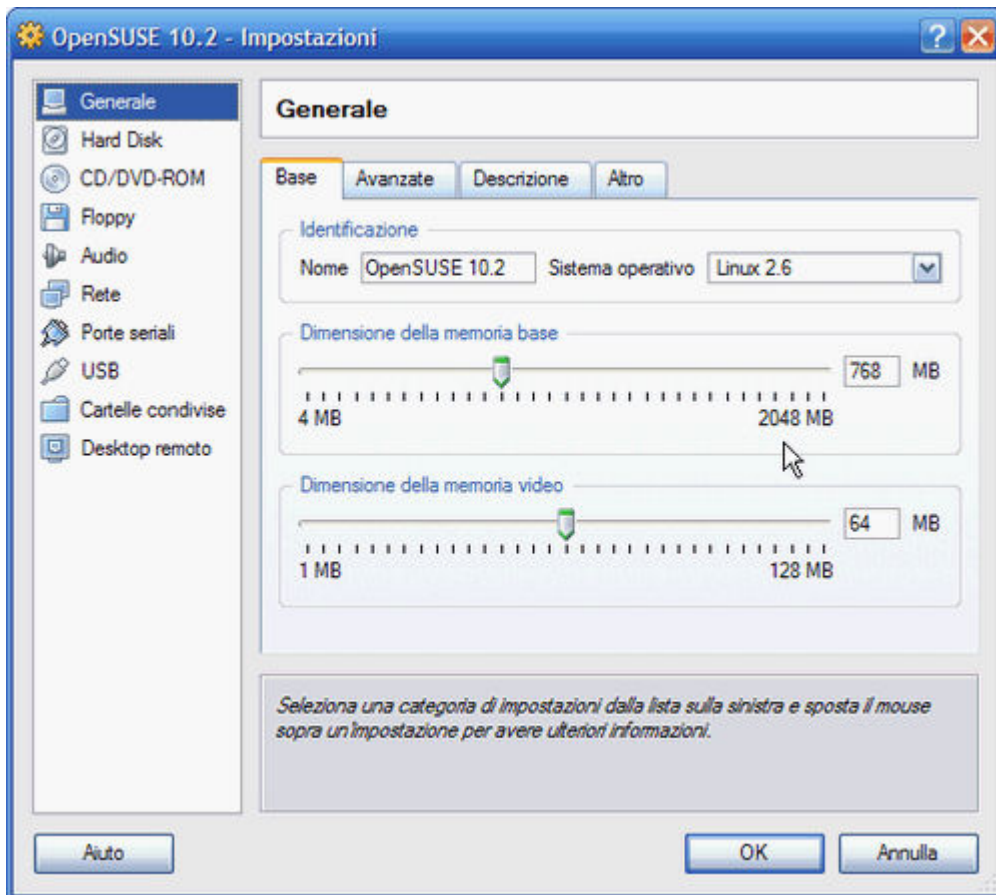 OpenSUSE 10.2 - Impostazioni
Generale
Hard Disk
CD/DVD-ROM
Floppy
Audio
Rete
Porte seriali
USB
Cartelle condivise
Desktop remoto
Generale
Base Avanzate Descrizione Altro
Identificazione
Nome OpenSUSE 10.2 Sistema operativo Linux 2.6
Dimensione della memoria base
768 MB
4 MB 2048 MB
Dimensione della memoria video
64 MB
1 MB 128 MB
Seleziona una categoria di impostazioni dalla lista sulla sinistra e sposta il mouse
sopra un'impostazione per avere ulteriori informazioni.
Aiuto OK Annulla